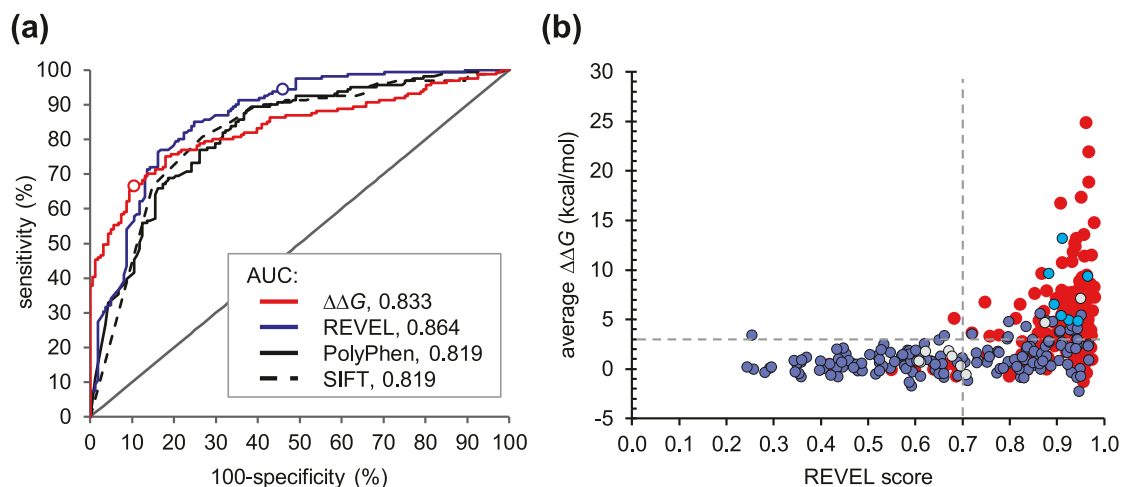 (a)
100
90
80
70
60
50
40
30
20
10
0
sensitivity (%)
AUC:
ΔΔG, 0.833
REVEL, 0.864
PolyPhen, 0.819
SIFT, 0.819
0 10 20 30 40 50 60 70 80 90 100
100-specificity (%)
(b)
30
25
20
15
10
5
0
-5
average ΔΔG (kcal/mol)
0.0 0.1 0.2 0.3 0.4 0.5 0.6 0.7 0.8 0.9 1.0
REVEL score